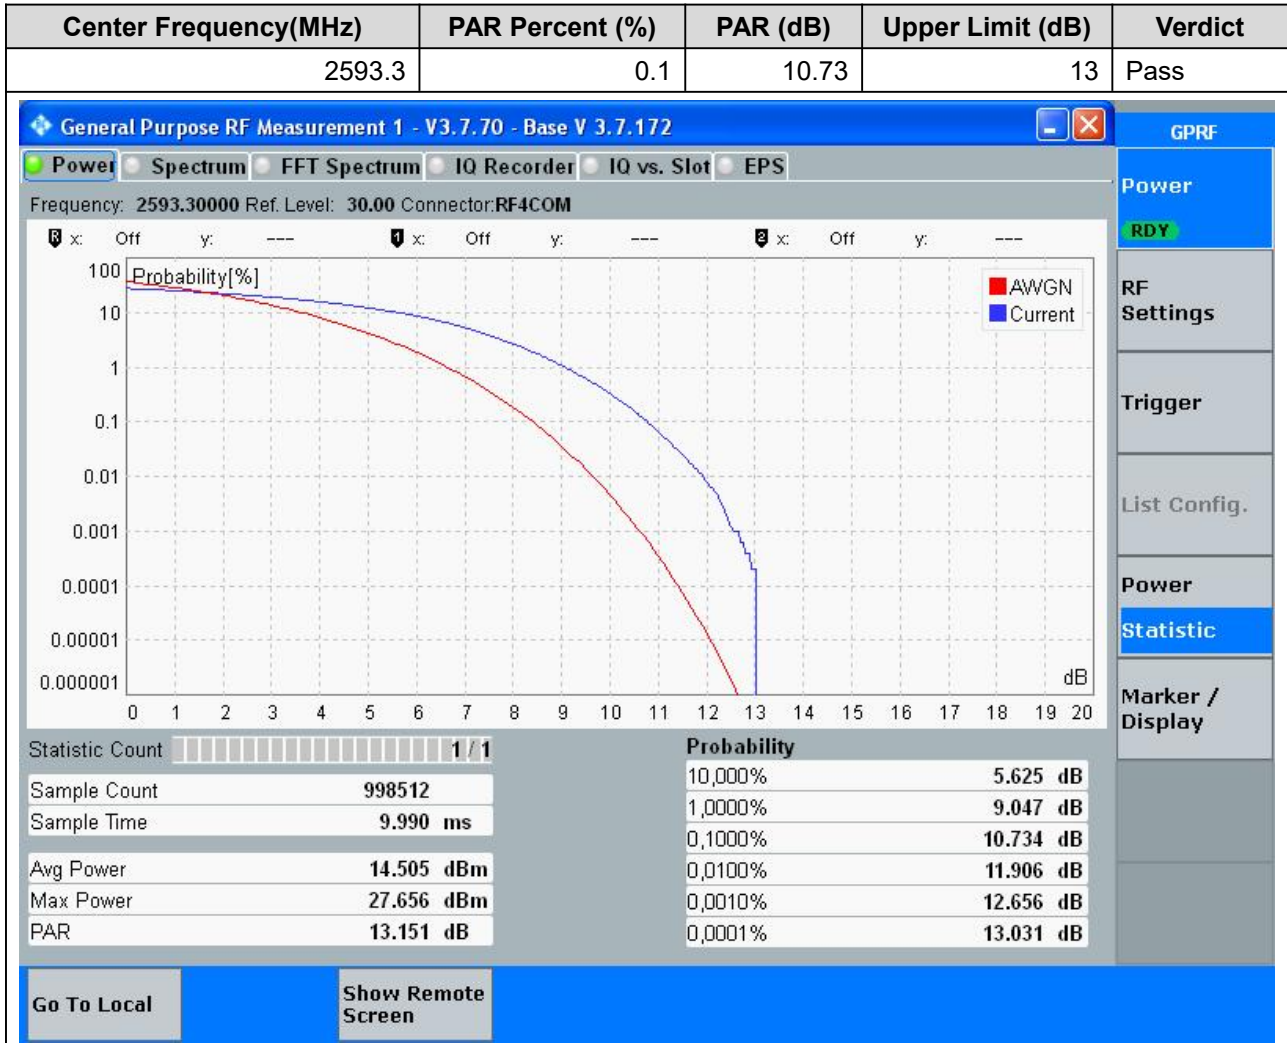 Center Frequency(MHz) PAR Percent (%) PAR (dB) Upper Limit (dB) Verdict
2593.3 0.1 10.73 13 Pass
General Purpose RF Measurement 1 - V3.7.70 - Base V 3.7.172
GPRF
Power Spectrum FFT Spectrum IQ Recorder IQ vs. Slot EPS
Frequency: 2593.30000 Ref. Level: 30.00 Connector:RF4COM
R x: Off y: --- 1 x: Off y: --- 2 x: Off y: ---
Probability[%]
100
10
1
0.1
0.01
0.001
0.0001
0.00001
0.000001
AWGN
Current
dB
0 1 2 3 4 5 6 7 8 9 10 11 12 13 14 15 16 17 18 19 20
Power
RDY
RF
Settings
Trigger
List Config.
Power
Statistic
Marker /
Display
Statistic Count 1 / 1
Sample Count 998512
Sample Time 9.990 ms
Avg Power 14.505 dBm
Max Power 27.656 dBm
PAR 13.151 dB
Probability
10,000% 5.625 dB
1,0000% 9.047 dB
0,1000% 10.734 dB
0,0100% 11.906 dB
0,0010% 12.656 dB
0,0001% 13.031 dB
Go To Local
Show Remote
Screen